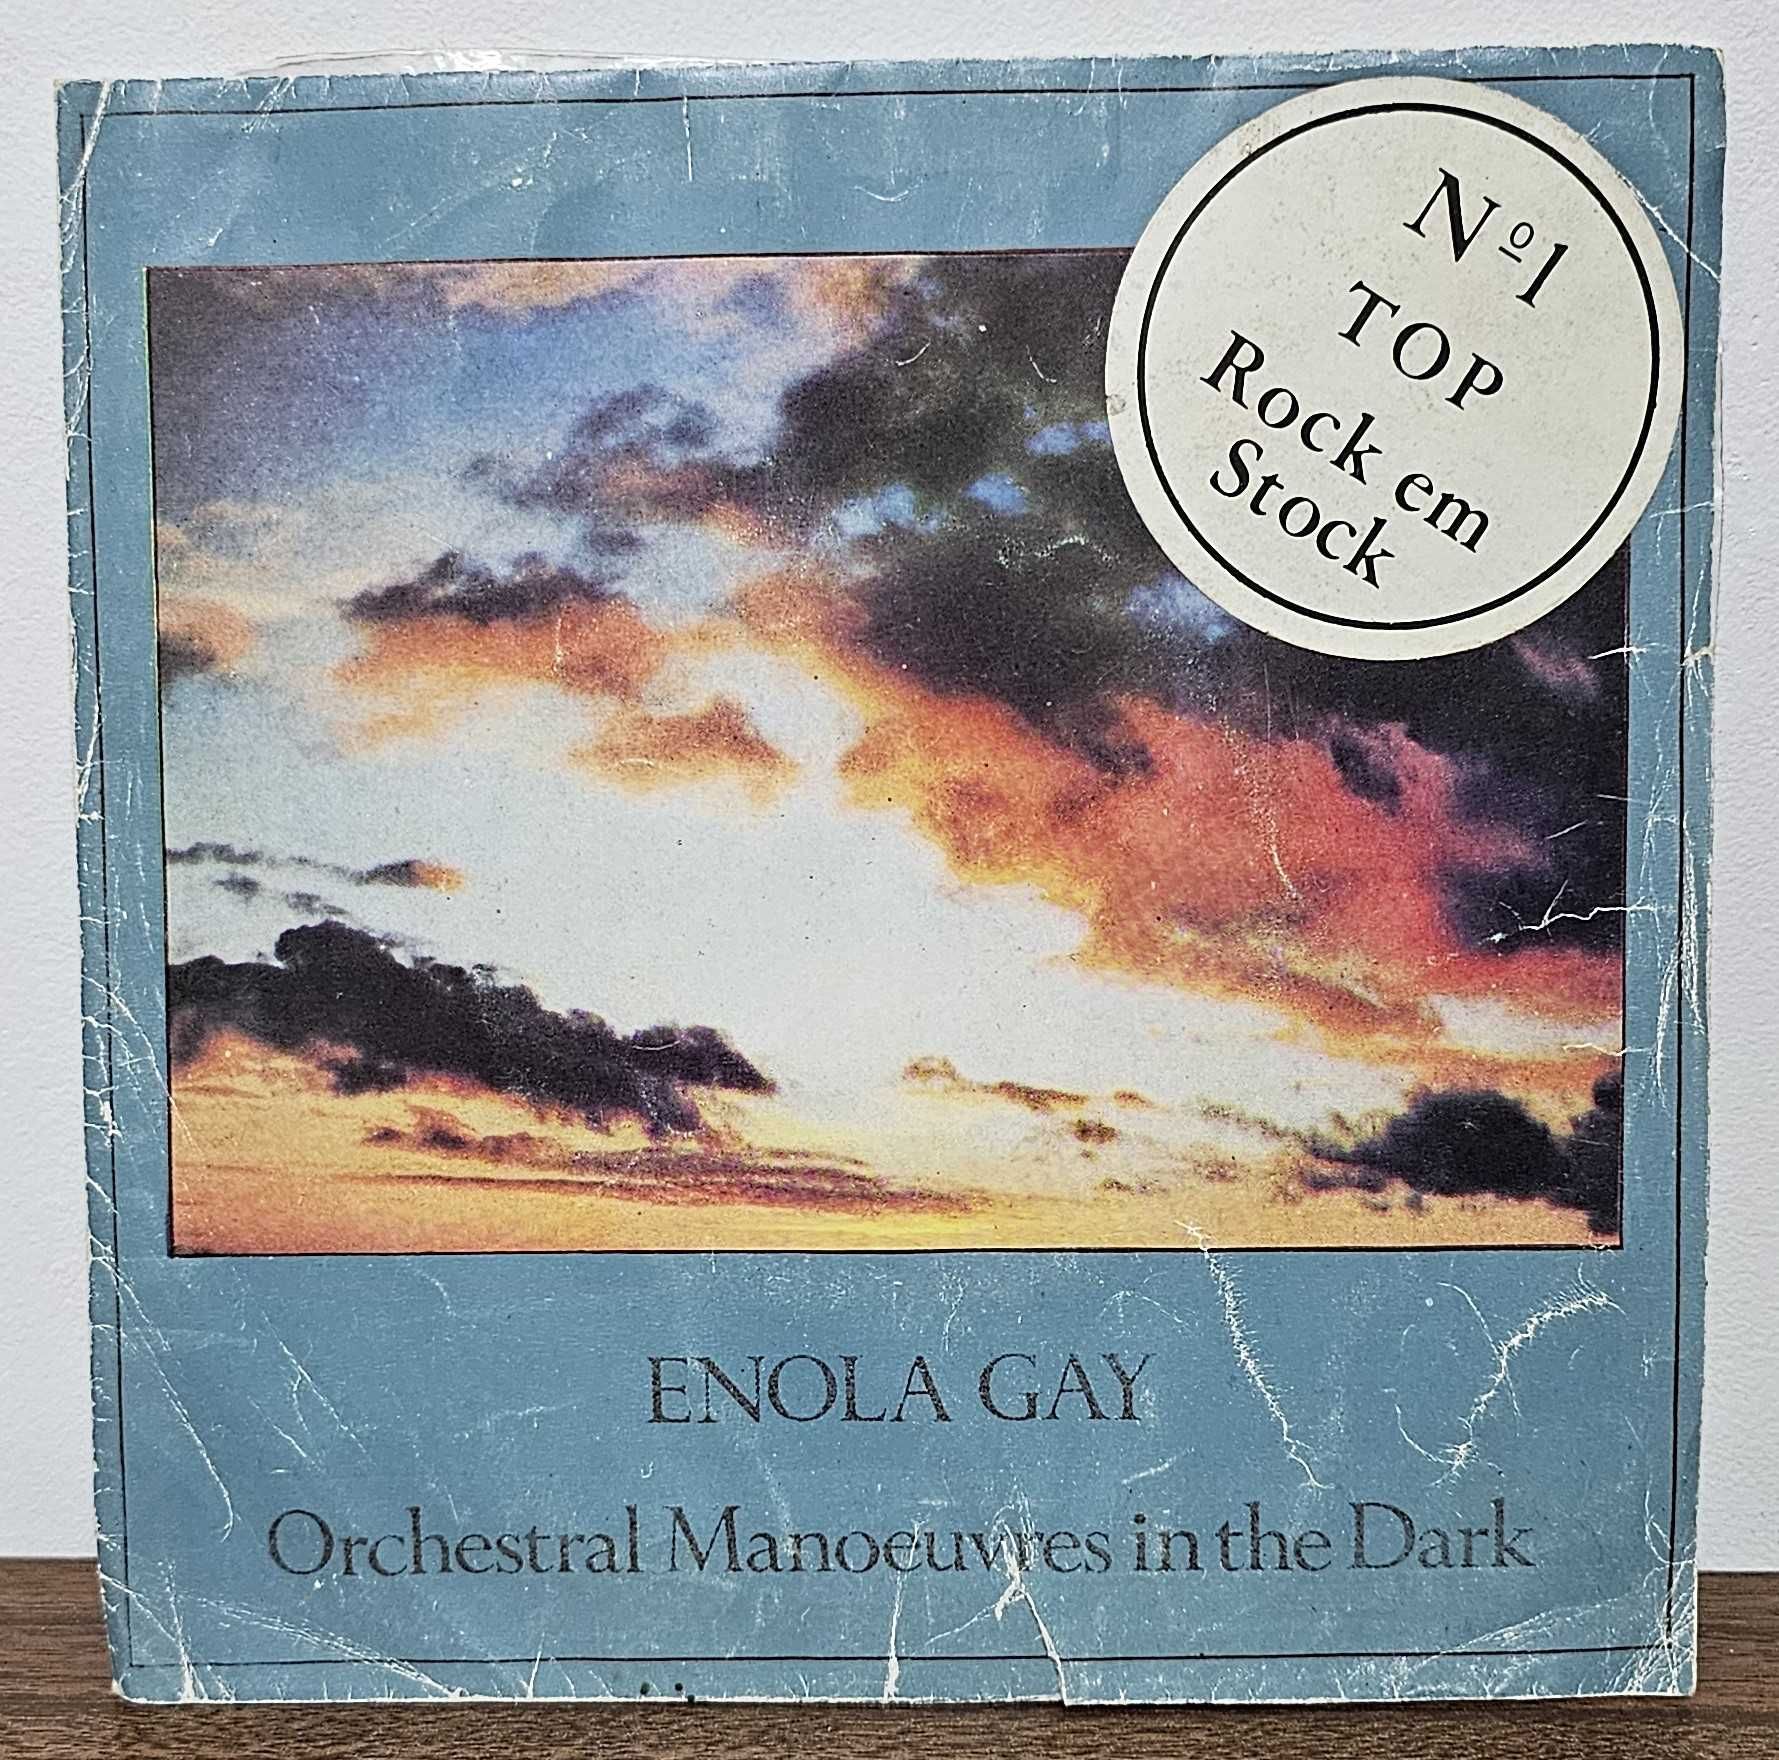 Nº1
TOP
Rock em
Stock
ENOLA GAY
Orchestral Manoeuvres in the Dark